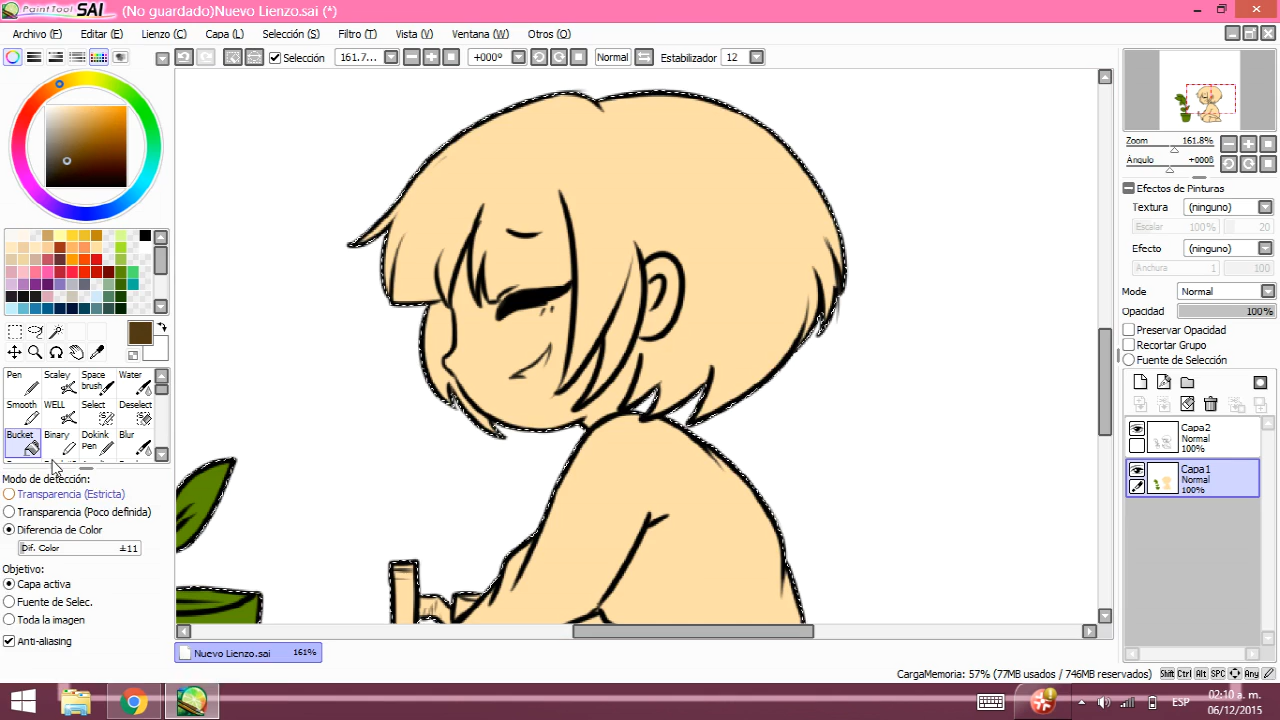 PaintTool SAI (No guardado)Nuevo Lienzo.sai (*)
Archivo (F) Editar (E) Lienzo (C) Capa (L) Selección (S) Filtro (T) Vista (V) Ventana (W) Otros (O)
Selección 161.7... +000º Normal Estabilizador 12
Zoom 161.8%
Ángulo +000ð
Efectos de Pinturas
Textura (ninguno)
Escalar 100% 20
Efecto (ninguno)
Anchura 1 100
Modo Normal
Opacidad 100%
Preservar Opacidad
Recortar Grupo
Fuente de Selección
Pen Scaley Space brush Water
Smooth WELL Select Deselect
Bucket Binary Dokink Pen Blur
Modo de detección:
Transparencia (Estricta)
Transparencia (Poco definida)
Diferencia de Color
Dif. Color ±11
Objetivo:
Capa activa
Fuente de Selec.
Toda la imagen
Anti-aliasing
Capa2
Normal
100%
Capa1
Normal
100%
Nuevo Lienzo.sai 161%
CargaMemoria: 57% (77MB usados / 746MB reservados)
Shift Ctrl Alt SPC Any
ESP
02:10 a. m.
06/12/2015